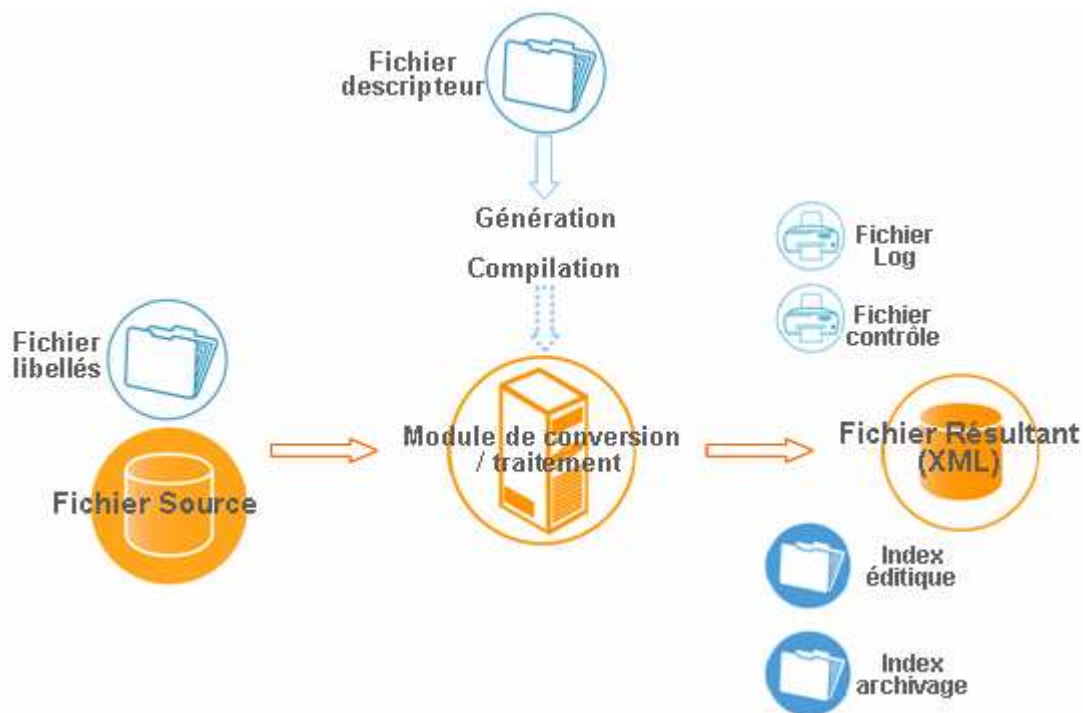 Fichier
descripteur
Génération
Compilation
Fichier
Log
Fichier
contrôle
Fichier
libellés
Fichier Source
Module de conversion
/ traitement
Fichier Résultant
(XML)
Index
éditique
Index
archivage